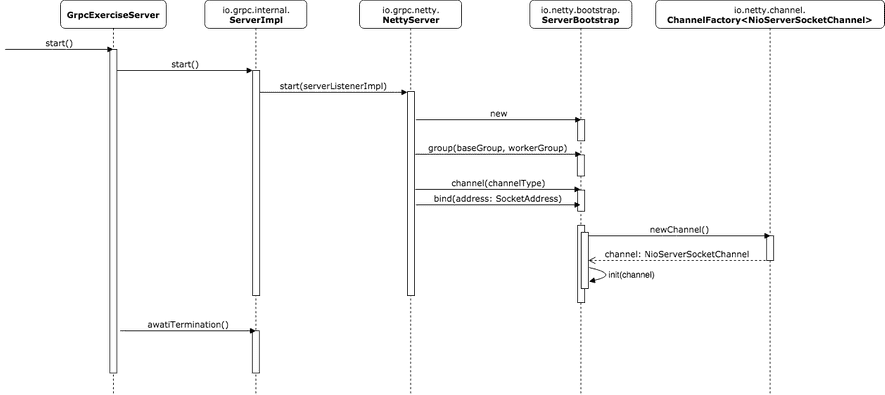 GrpcExerciseServer
io.grpc.internal.
ServerImpl
io.grpc.netty.
NettyServer
io.netty.bootstrap.
ServerBootstrap
io.netty.channel.
ChannelFactory<NioServerSocketChannel>
start()
start()
start(serverListenerImpl)
new
group(baseGroup, workerGroup)
channel(channelType)
bind(address: SocketAddress)
newChannel()
channel: NioServerSocketChannel
init(channel)
awatiTermination()